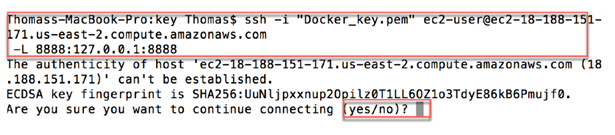 Thomass-MacBook-Pro:key Thomas$ ssh -i "Docker_key.pem" ec2-user@ec2-18-188-151-
171.us-east-2.compute.amazonaws.com
-L 8888:127.0.0.1:8888
The authenticity of host 'ec2-18-188-151-171.us-east-2.compute.amazonaws.com (18
.188.151.171)' can't be established.
ECDSA key fingerprint is SHA256:UuNljpxxnup2Opilz0T1LL6OZ1o3TdyE86kB6Pmujf0.
Are you sure you want to continue connecting (yes/no)?